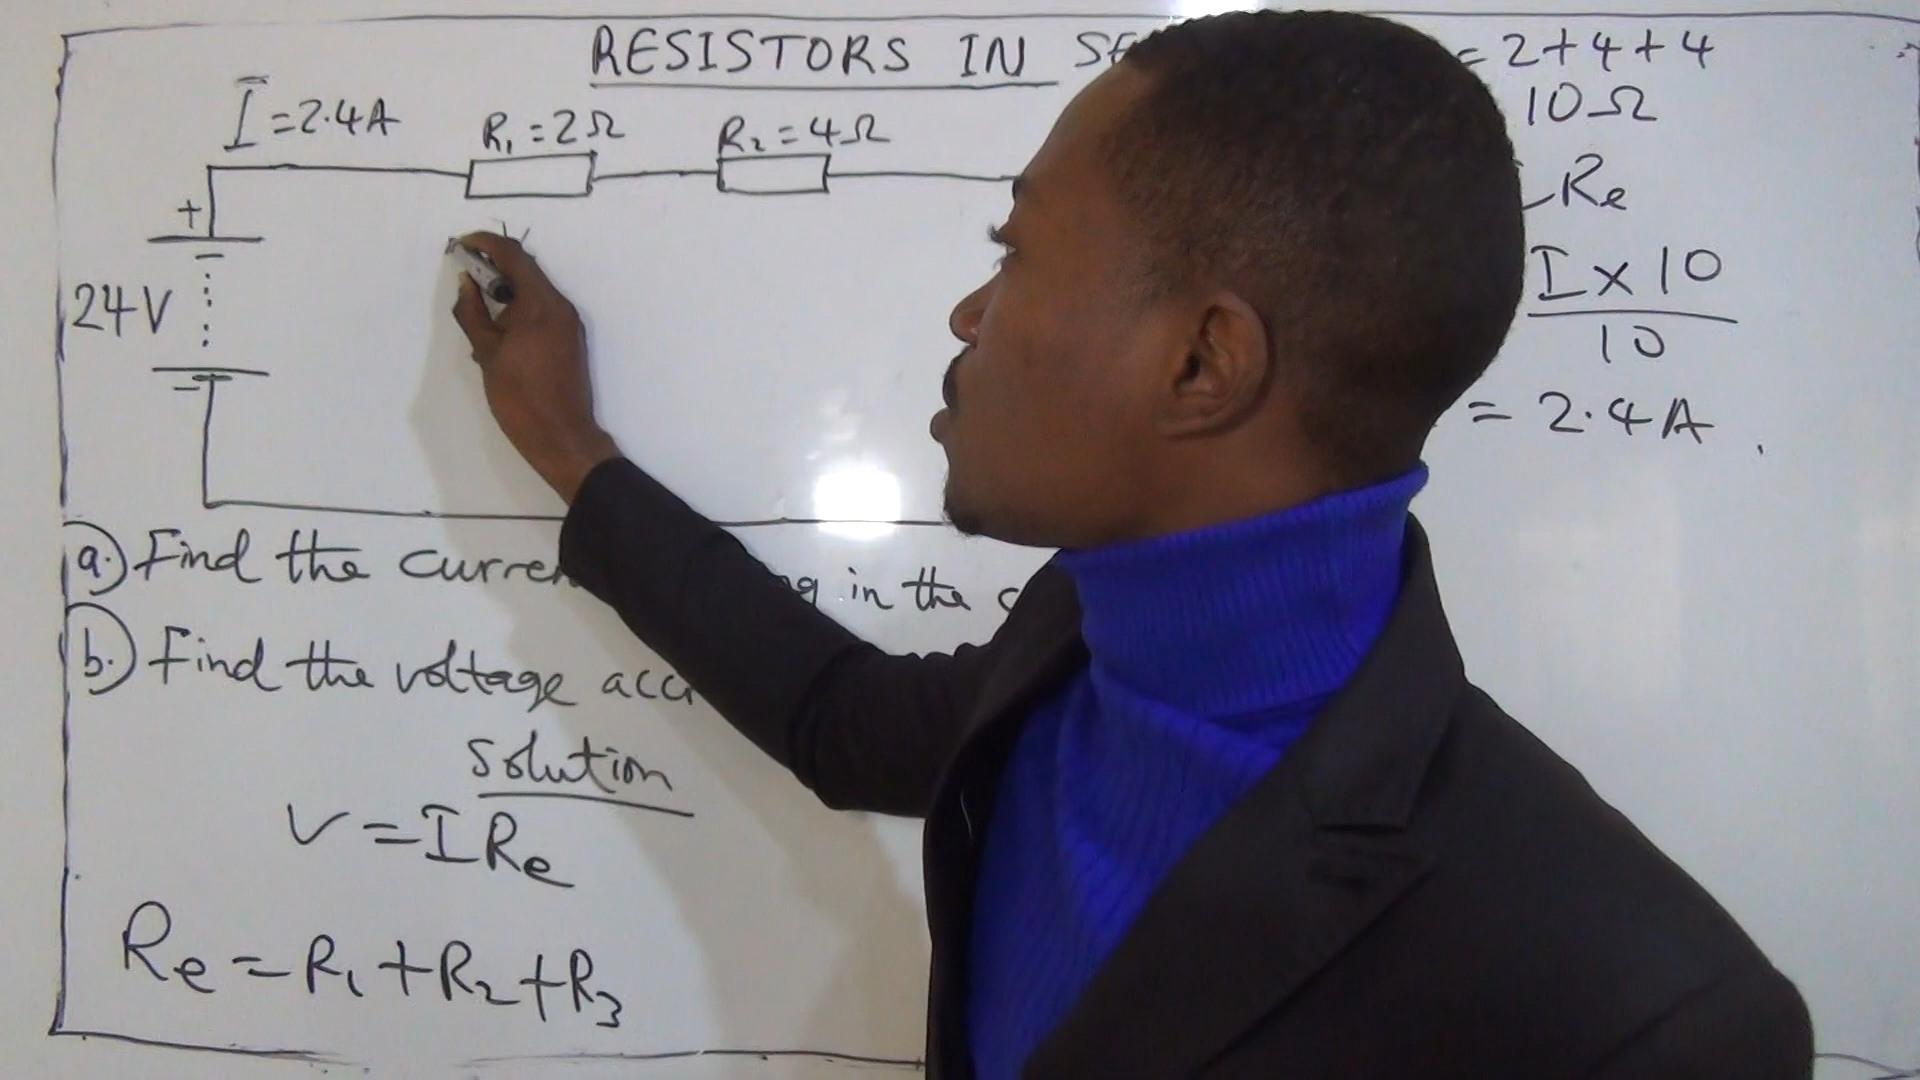 RESISTORS IN
I = 2.4A
R₁ = 2Ω
R₂ = 4Ω
+
24V
-
a.) Find the curren
in the
b.) Find the voltage
solution
V = IRe
Re = R₁ + R₂ + R₃
= 2 + 4 + 4
10Ω
Re
I x 10
10
= 2.4A